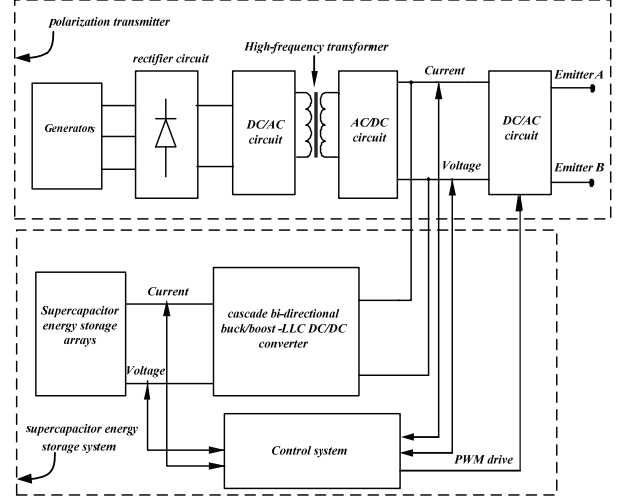 polarization transmitter
rectifier circuit
High-frequency transformer
Generators
DC/AC
circuit
AC/DC
circuit
Current
Voltage
DC/AC
circuit
Emitter A
Emitter B
Supercapacitor
energy storage
arrays
Current
Voltage
cascade bi-directional
buck/boost -LLC DC/DC
converter
supercapacitor energy
storage system
Control system
PWM drive